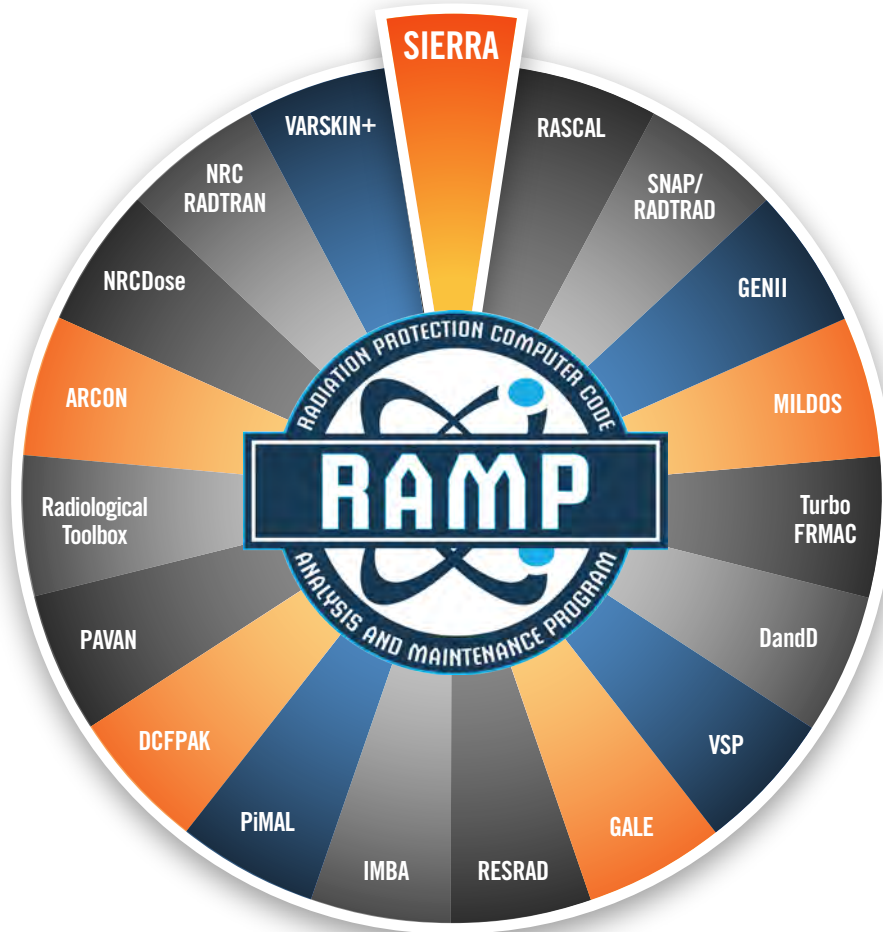 SIERRA
RASCAL
SNAP/
RADTRAD
GENII
MILDOS
Turbo
FRMAC
DandD
VSP
GALE
RESRAD
IMBA
PiMAL
DCFPAK
PAVAN
Radiological
Toolbox
ARCON
NRCDose
NRC
RADTRAN
VARSKIN+
RADIATION PROTECTION COMPUTER CODE
RAMP
ANALYSIS AND MAINTENANCE PROGRAM